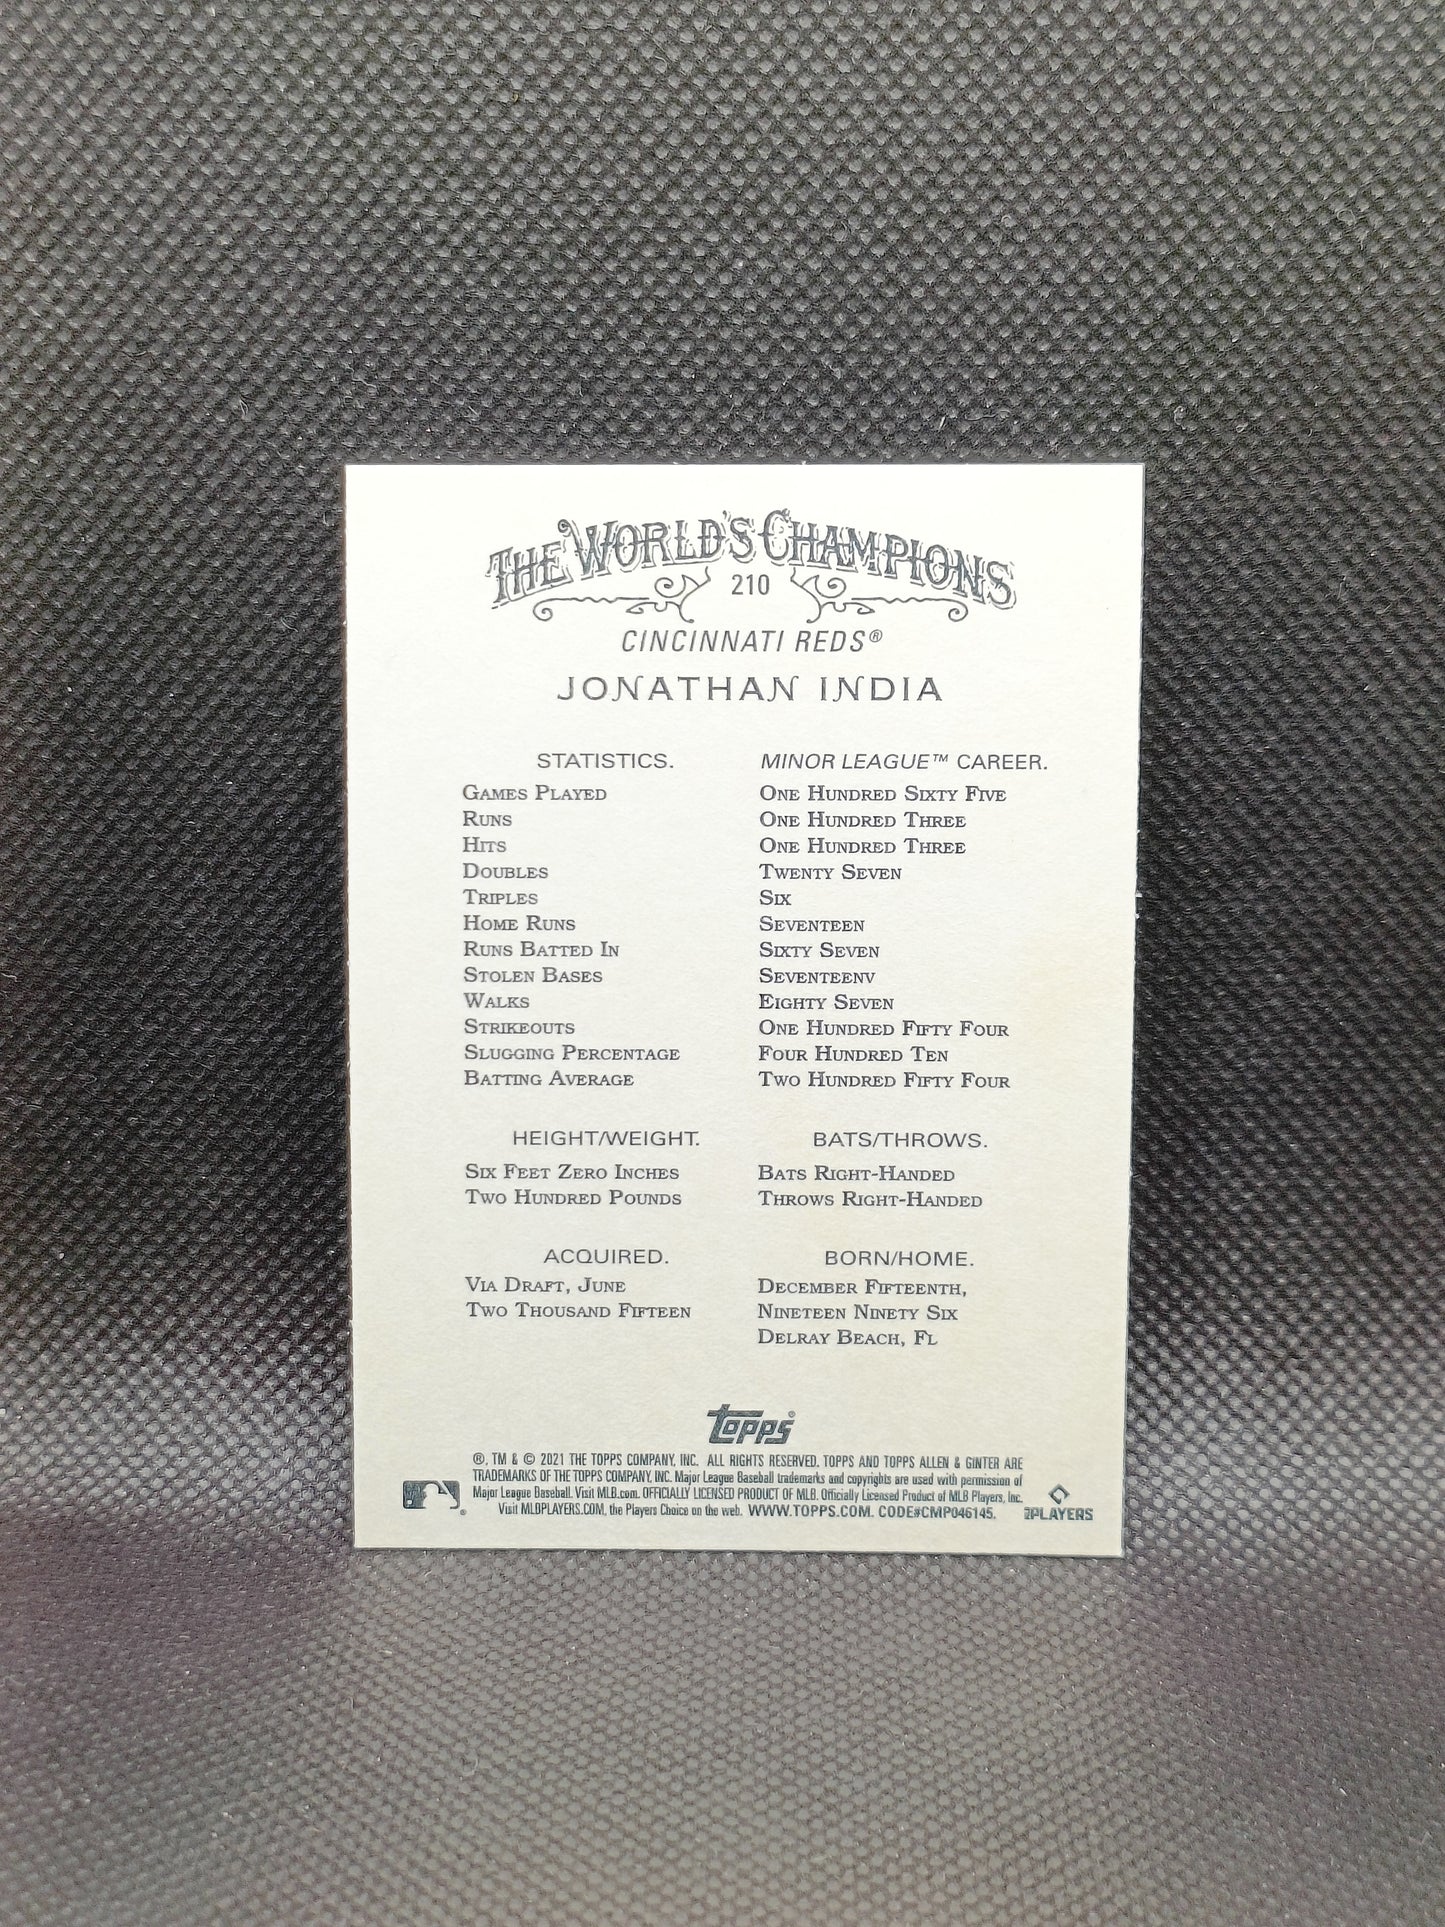 THE WORLD'S CHAMPIONS
210
CINCINNATI REDS®
JONATHAN INDIA
STATISTICS. MINOR LEAGUE™ CAREER.
GAMES PLAYED ONE HUNDRED SIXTY FIVE
RUNS ONE HUNDRED THREE
HITS ONE HUNDRED THREE
DOUBLES TWENTY SEVEN
TRIPLES SIX
HOME RUNS SEVENTEEN
RUNS BATTED IN SIXTY SEVEN
STOLEN BASES SEVENTEENV
WALKS EIGHTY SEVEN
STRIKEOUTS ONE HUNDRED FIFTY FOUR
SLUGGING PERCENTAGE FOUR HUNDRED TEN
BATTING AVERAGE TWO HUNDRED FIFTY FOUR
HEIGHT/WEIGHT. BATS/THROWS.
SIX FEET ZERO INCHES BATS RIGHT-HANDED
TWO HUNDRED POUNDS THROWS RIGHT-HANDED
ACQUIRED. BORN/HOME.
VIA DRAFT, JUNE DECEMBER FIFTEENTH,
TWO THOUSAND FIFTEEN NINETEEN NINETY SIX
DELRAY BEACH, FL
topps®
®, TM & © 2021 THE TOPPS COMPANY, INC. ALL RIGHTS RESERVED. TOPPS AND TOPPS ALLEN & GINTER ARE
TRADEMARKS OF THE TOPPS COMPANY, INC. Major League Baseball trademarks and copyrights are used with permission of
Major League Baseball. Visit MLB.com. OFFICIALLY LICENSED PRODUCT OF MLB. Officially Licensed Product of MLB Players, Inc.
Visit MLBPLAYERS.COM, the Players Choice on the web. WWW.TOPPS.COM. CODE#CMP046145.
PLAYERS